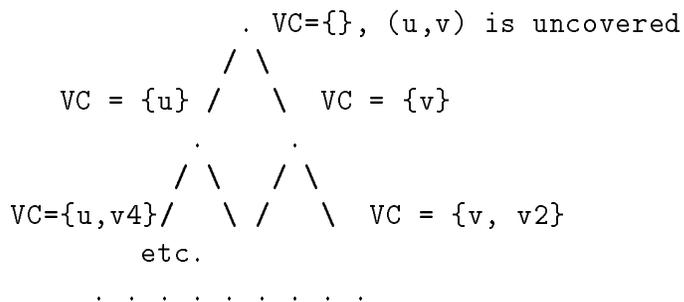 . VC={}, (u,v) is uncovered
/ \
VC = {u} / \ VC = {v}
. .
/ \ / \
VC={u,v4}/ \ / \ VC = {v, v2}
etc.
. . . . . . . . .